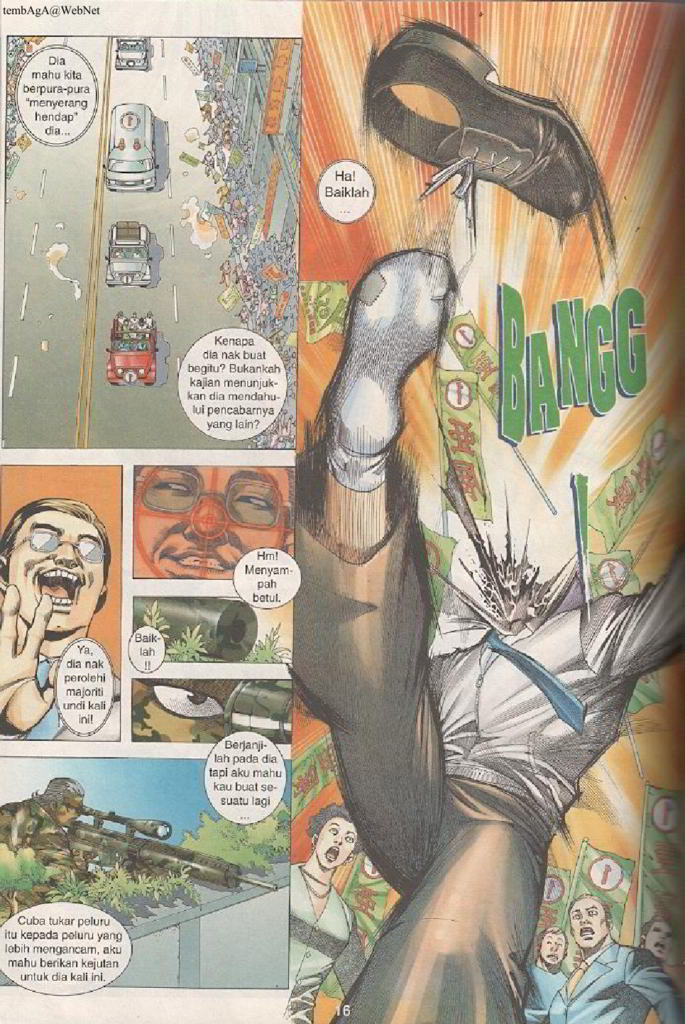 tembAgA@WebNet
Dia
mahu kita
berpura-pura
"menyerang
hendap"
dia...
Kenapa
dia nak buat
begitu? Bukankah
kajian menunjuk-
kan dia mendahu-
lui pencabarnya
yang lain?
Ya,
dia nak
perolehi
majoriti
undi kali
ini!
Hm!
Menyam-
pah
betul.
Baik-
lah
!!
Berjanji-
lah pada dia
tapi aku mahu
kau buat se-
suatu lagi
...
Cuba tukar peluru
itu kepada peluru yang
lebih mengancam, aku
mahu berikan kejutan
untuk dia kali ini.
Ha!
Baiklah
...
BANGG
!
16